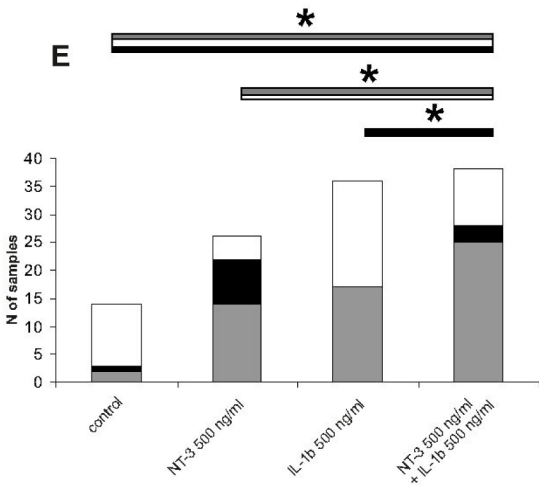 *
E
*
*
40
35
30
25
20
15
10
5
0
N of samples
control
NT-3 500 ng/ml
IL-1b 500 ng/ml
NT-3 500 ng/ml
+ IL-1b 500 ng/ml